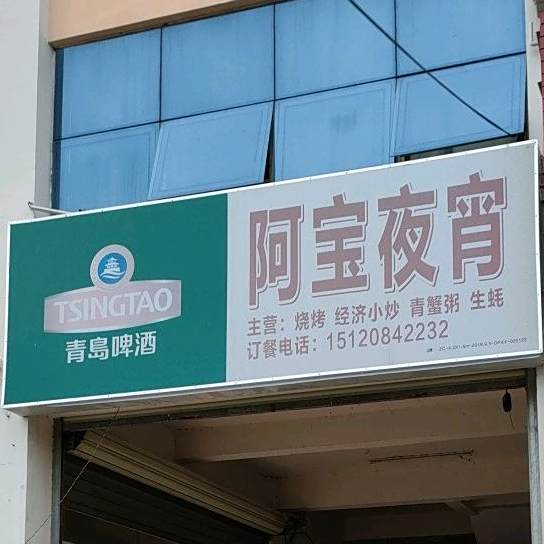 TSINGTAO
青島啤酒
阿宝夜宵
主营：烧烤 经济小炒 青蟹粥 生蚝
订餐电话：15120842232